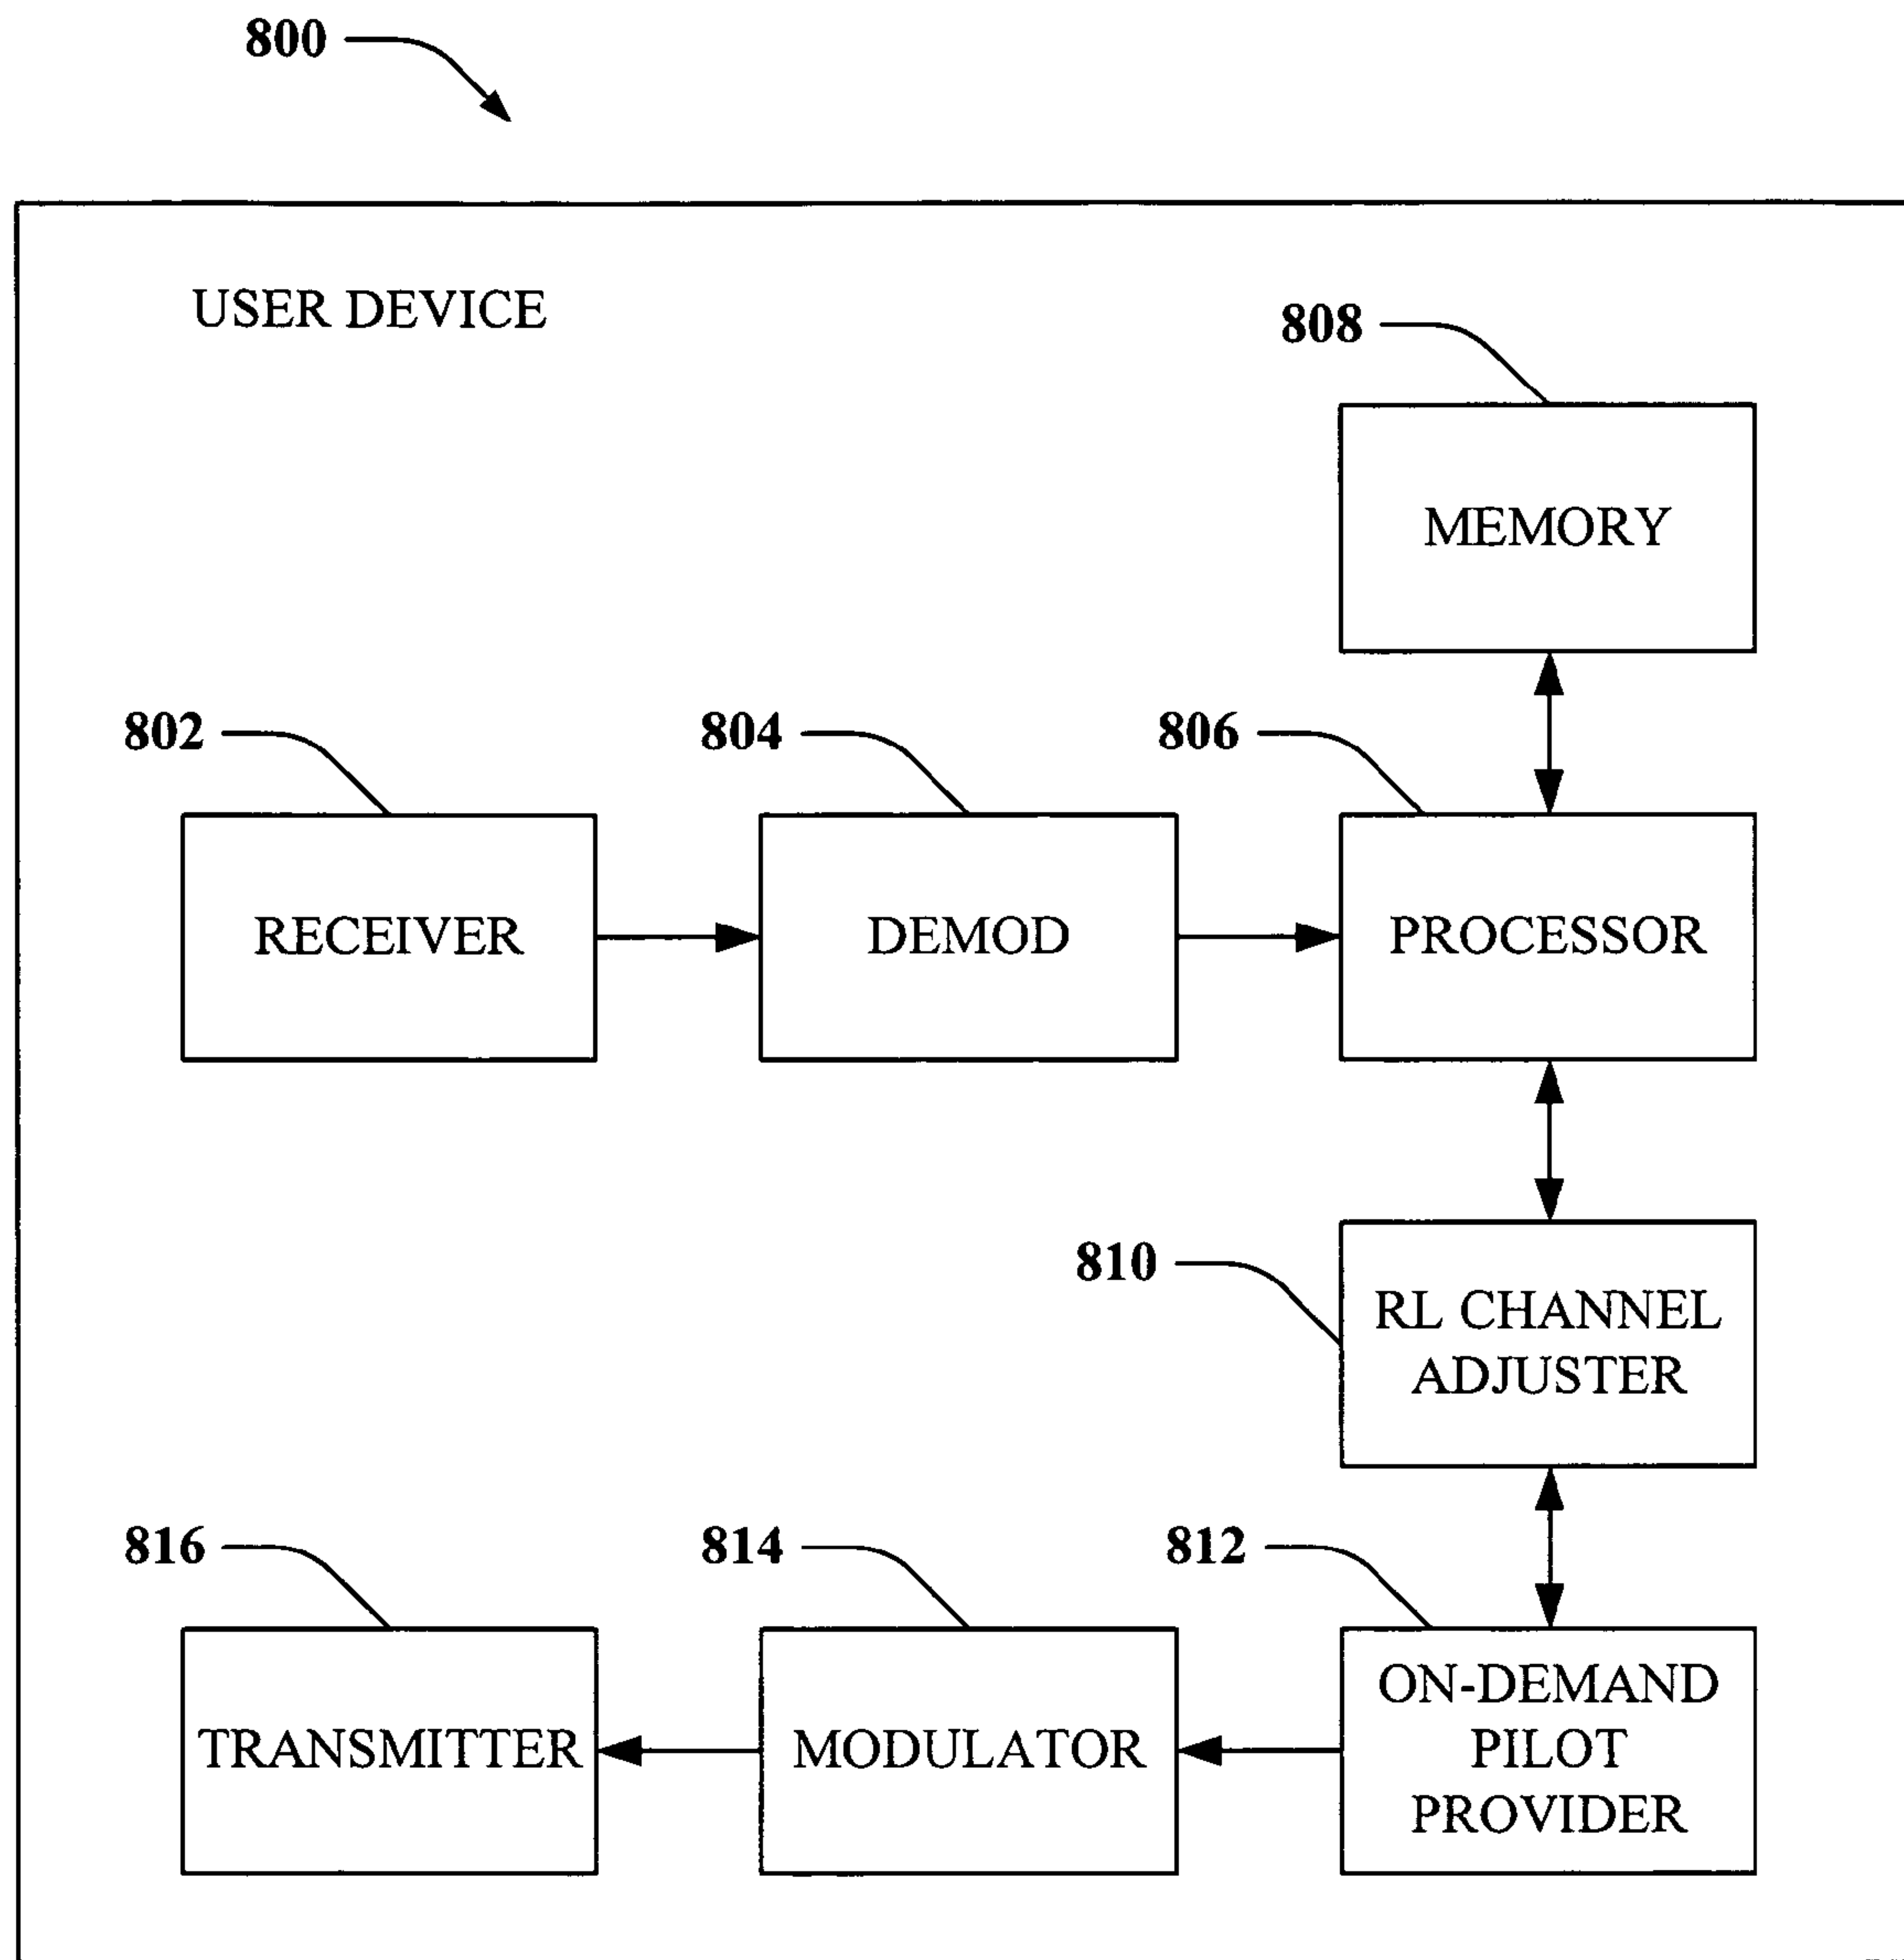 800
USER DEVICE
808
MEMORY
802
804
806
RECEIVER
DEMOD
PROCESSOR
810
RL CHANNEL
ADJUSTER
816
814
812
TRANSMITTER
MODULATOR
ON-DEMAND
PILOT
PROVIDER